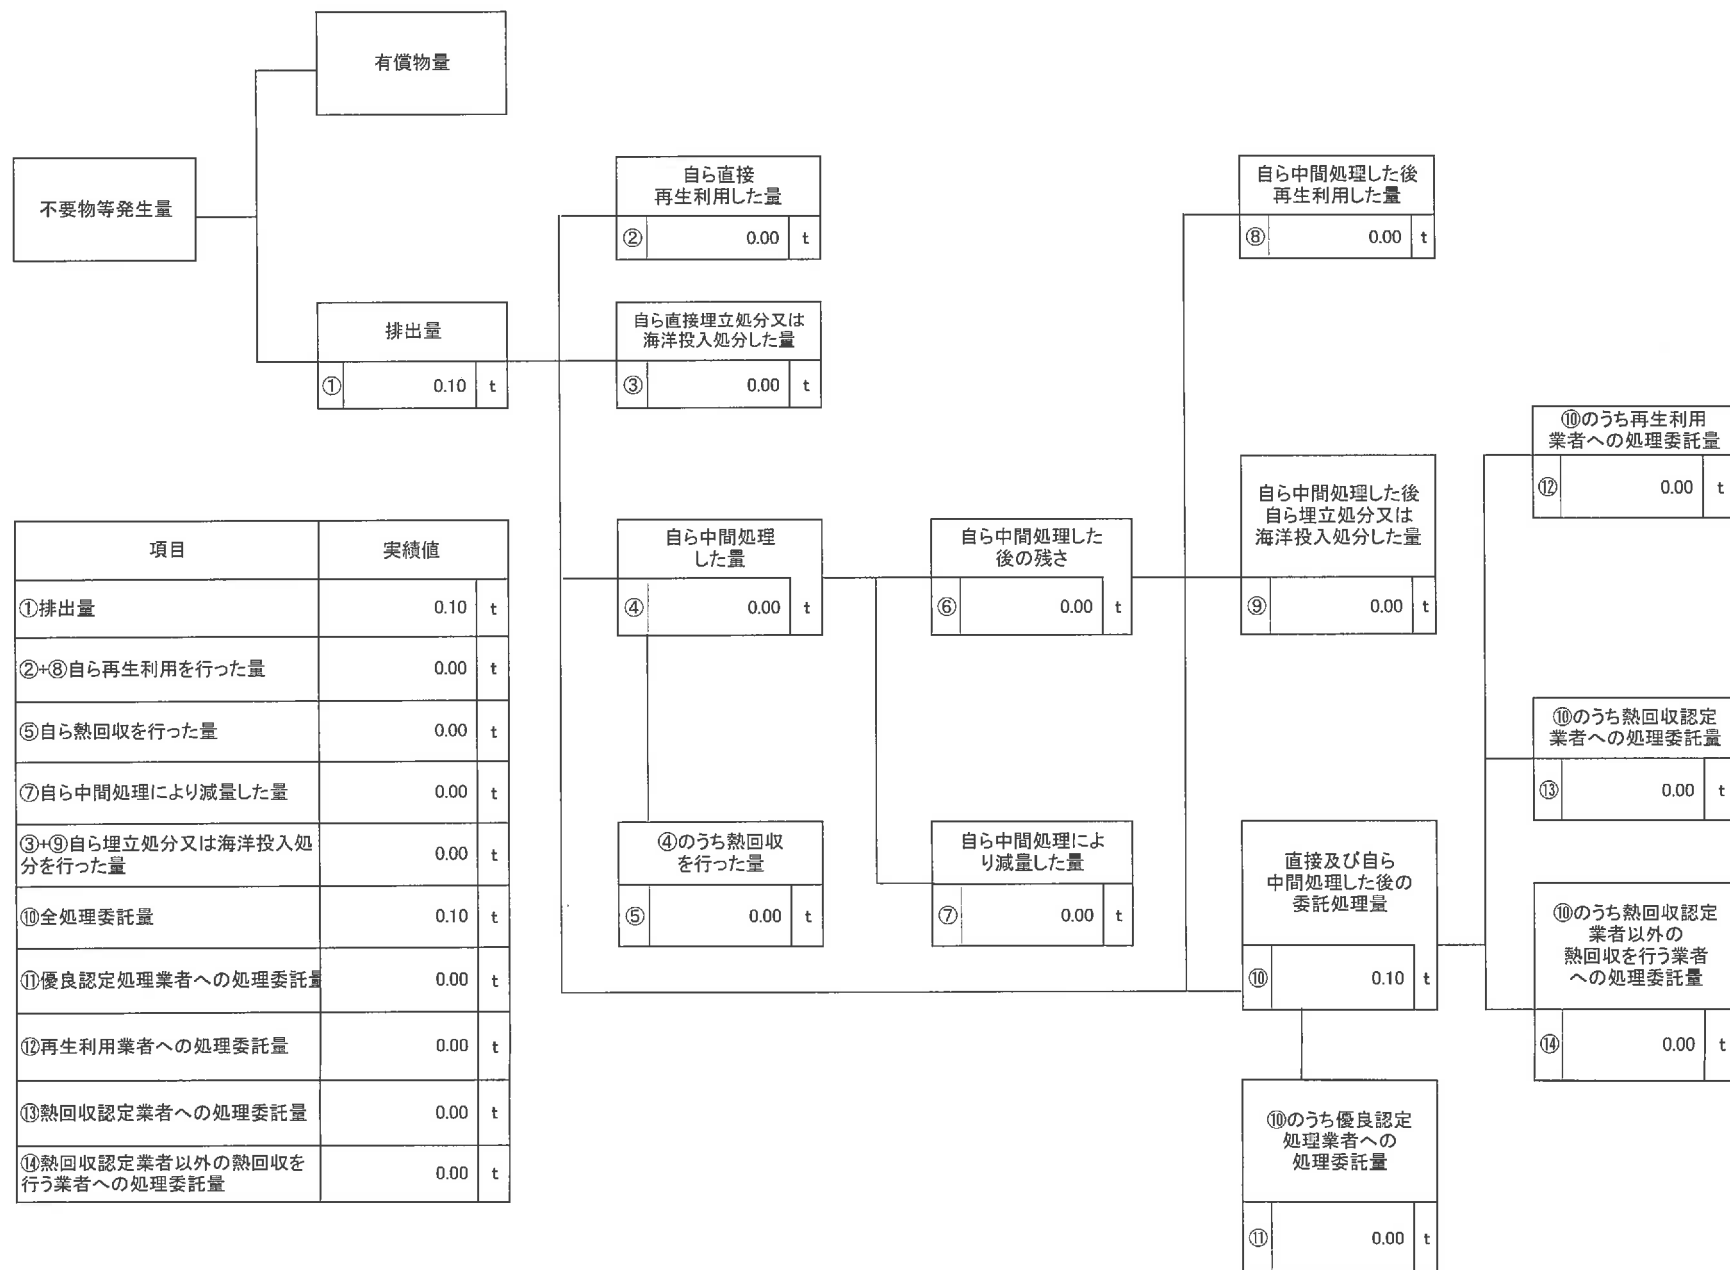 有償物量
不要物等発生量
排出量
① 0.10 t
自ら直接
再生利用した量
② 0.00 t
自ら直接埋立処分又は
海洋投入処分した量
③ 0.00 t
自ら中間処理
した量
④ 0.00 t
④のうち熱回収
を行った量
⑤ 0.00 t
自ら中間処理した
後の残さ
⑥ 0.00 t
自ら中間処理によ
り減量した量
⑦ 0.00 t
自ら中間処理した後
再生利用した量
⑧ 0.00 t
自ら中間処理した後
自ら埋立処分又は
海洋投入処分した量
⑨ 0.00 t
直接及び自ら
中間処理した後の
委託処理量
⑩ 0.10 t
⑩のうち優良認定
処理業者への
処理委託量
⑪ 0.00 t
⑩のうち再生利用
業者への処理委託量
⑫ 0.00 t
⑩のうち熱回収認定
業者への処理委託量
⑬ 0.00 t
⑩のうち熱回収認定
業者以外の
熱回収を行う業者
への処理委託量
⑭ 0.00 t
項目 実績値
①排出量 0.10 t
②+⑧自ら再生利用を行った量 0.00 t
⑤自ら熱回収を行った量 0.00 t
⑦自ら中間処理により減量した量 0.00 t
③+⑨自ら埋立処分又は海洋投入処
分を行った量 0.00 t
⑩全処理委託量 0.10 t
⑪優良認定処理業者への処理委託量 0.00 t
⑫再生利用業者への処理委託量 0.00 t
⑬熱回収認定業者への処理委託量 0.00 t
⑭熱回収認定業者以外の熱回収を
行う業者への処理委託量 0.00 t